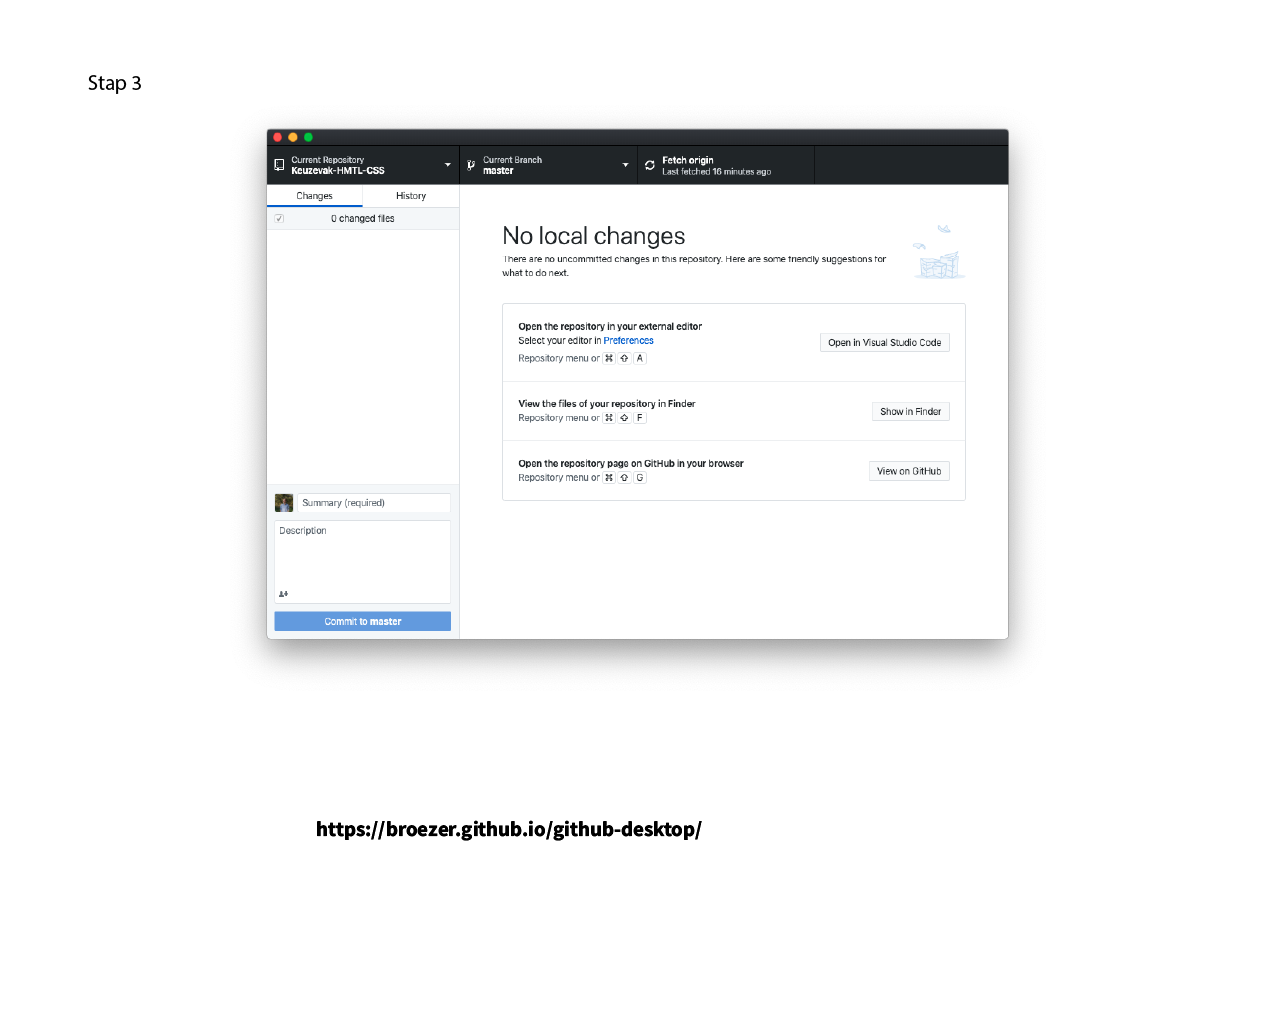 Stap 3
Current Repository
Keuzevak-HMTL-CSS
Current Branch
master
Fetch origin
Last fetched 16 minutes ago
Changes
History
0 changed files
No local changes
There are no uncommitted changes in this repository. Here are some friendly suggestions for
what to do next.
Open the repository in your external editor
Select your editor in Preferences
Repository menu or ⌘ ⇧ A
Open in Visual Studio Code
View the files of your repository in Finder
Repository menu or ⌘ ⇧ F
Show in Finder
Open the repository page on GitHub in your browser
Repository menu or ⌘ ⇧ G
View on GitHub
Summary (required)
Description
Commit to master
https://broezer.github.io/github-desktop/